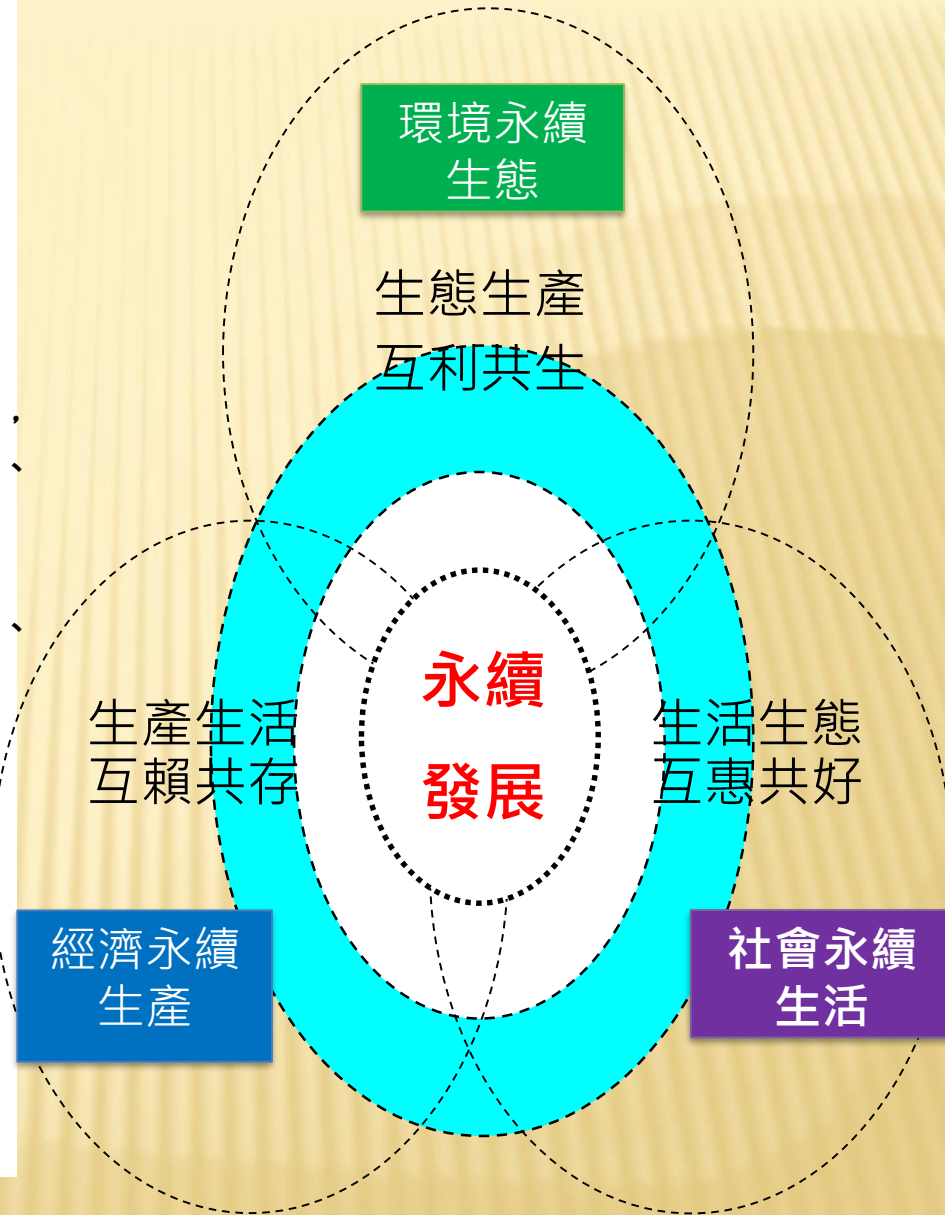 環境永續
生態
生態生產
互利共生
永續
發展
生產生活
互賴共存
生活生態
互惠共好
經濟永續
生產
社會永續
生活